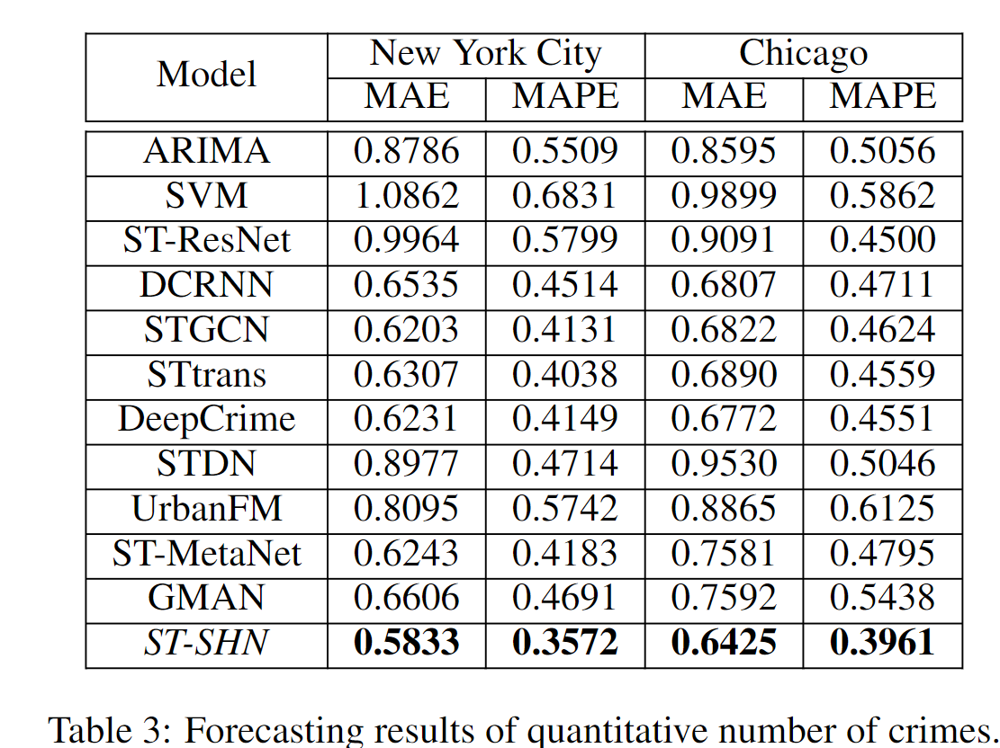 Model New York City Chicago
MAE MAPE MAE MAPE
ARIMA 0.8786 0.5509 0.8595 0.5056
SVM 1.0862 0.6831 0.9899 0.5862
ST-ResNet 0.9964 0.5799 0.9091 0.4500
DCRNN 0.6535 0.4514 0.6807 0.4711
STGCN 0.6203 0.4131 0.6822 0.4624
STtrans 0.6307 0.4038 0.6890 0.4559
DeepCrime 0.6231 0.4149 0.6772 0.4551
STDN 0.8977 0.4714 0.9530 0.5046
UrbanFM 0.8095 0.5742 0.8865 0.6125
ST-MetaNet 0.6243 0.4183 0.7581 0.4795
GMAN 0.6606 0.4691 0.7592 0.5438
ST-SHN 0.5833 0.3572 0.6425 0.3961
Table 3: Forecasting results of quantitative number of crimes.